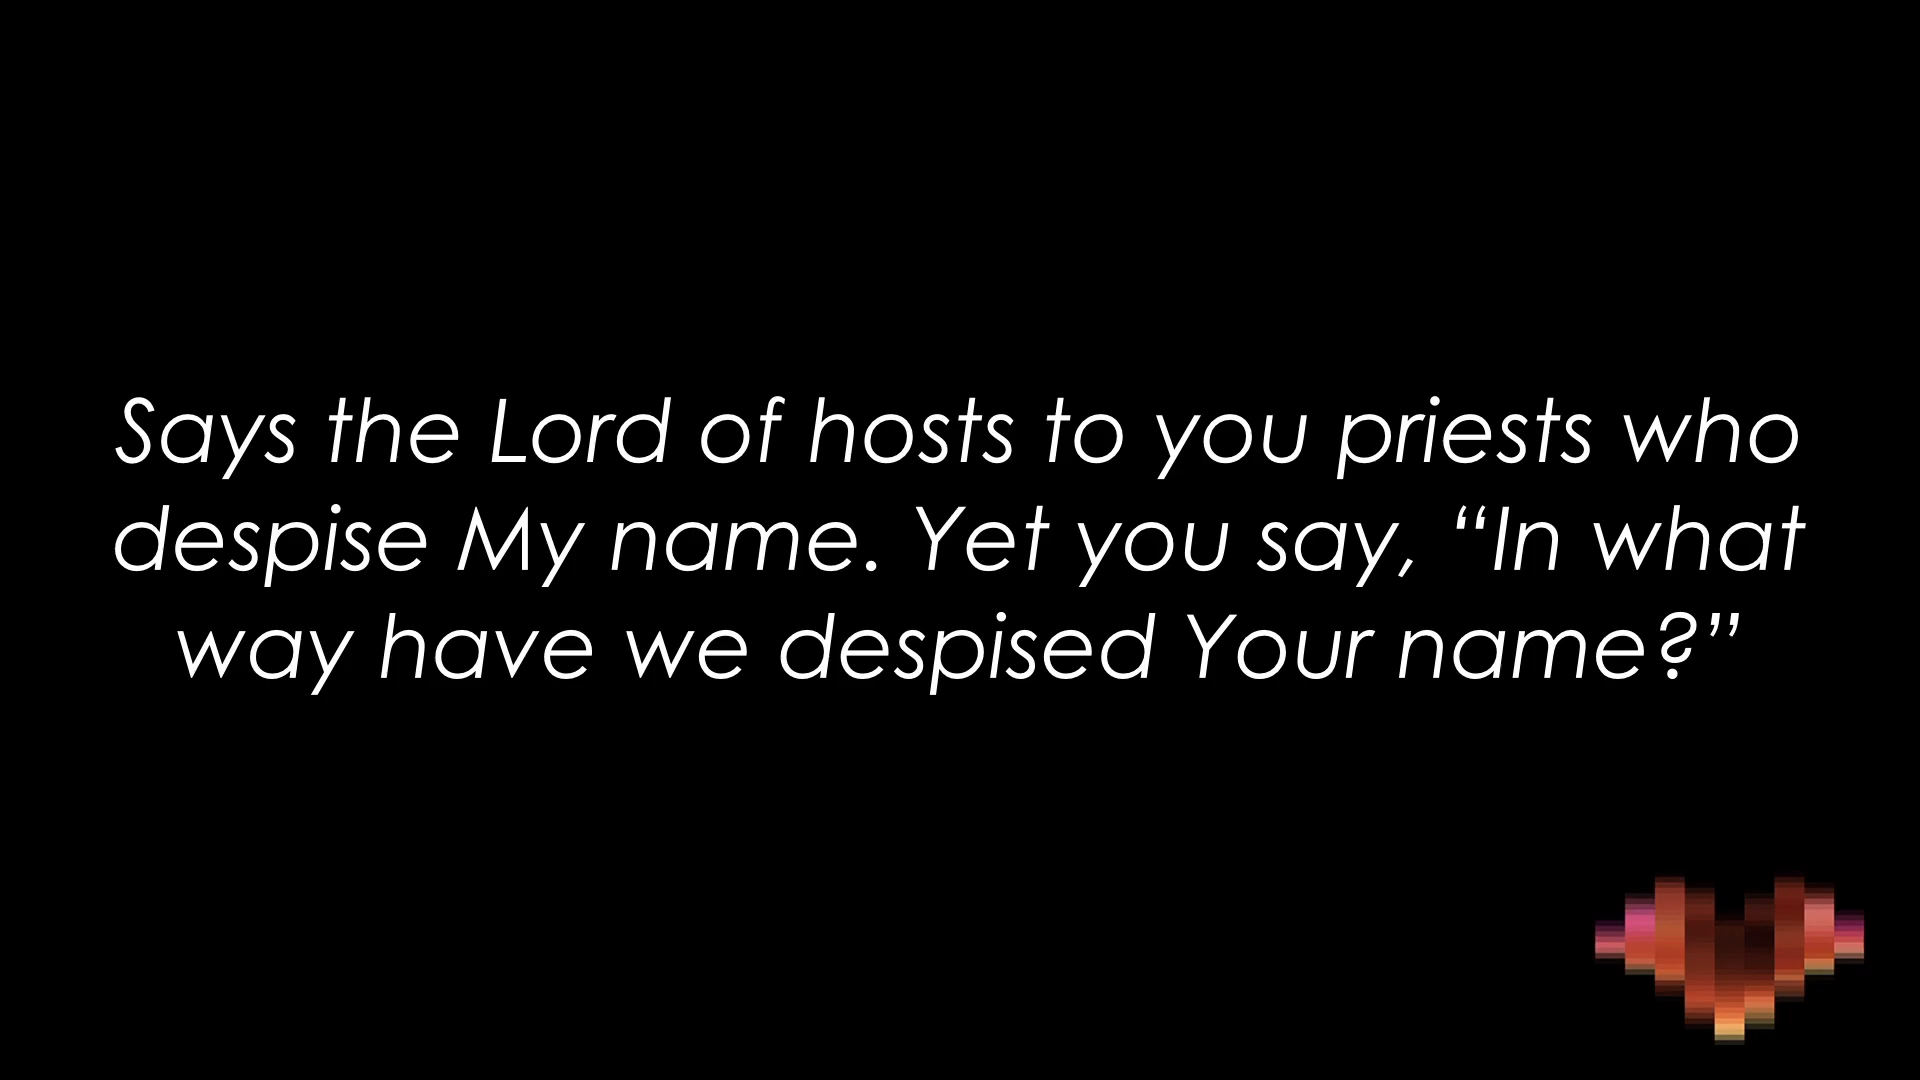 Says the Lord of hosts to you priests who
despise My name. Yet you say, “In what
way have we despised Your name?”